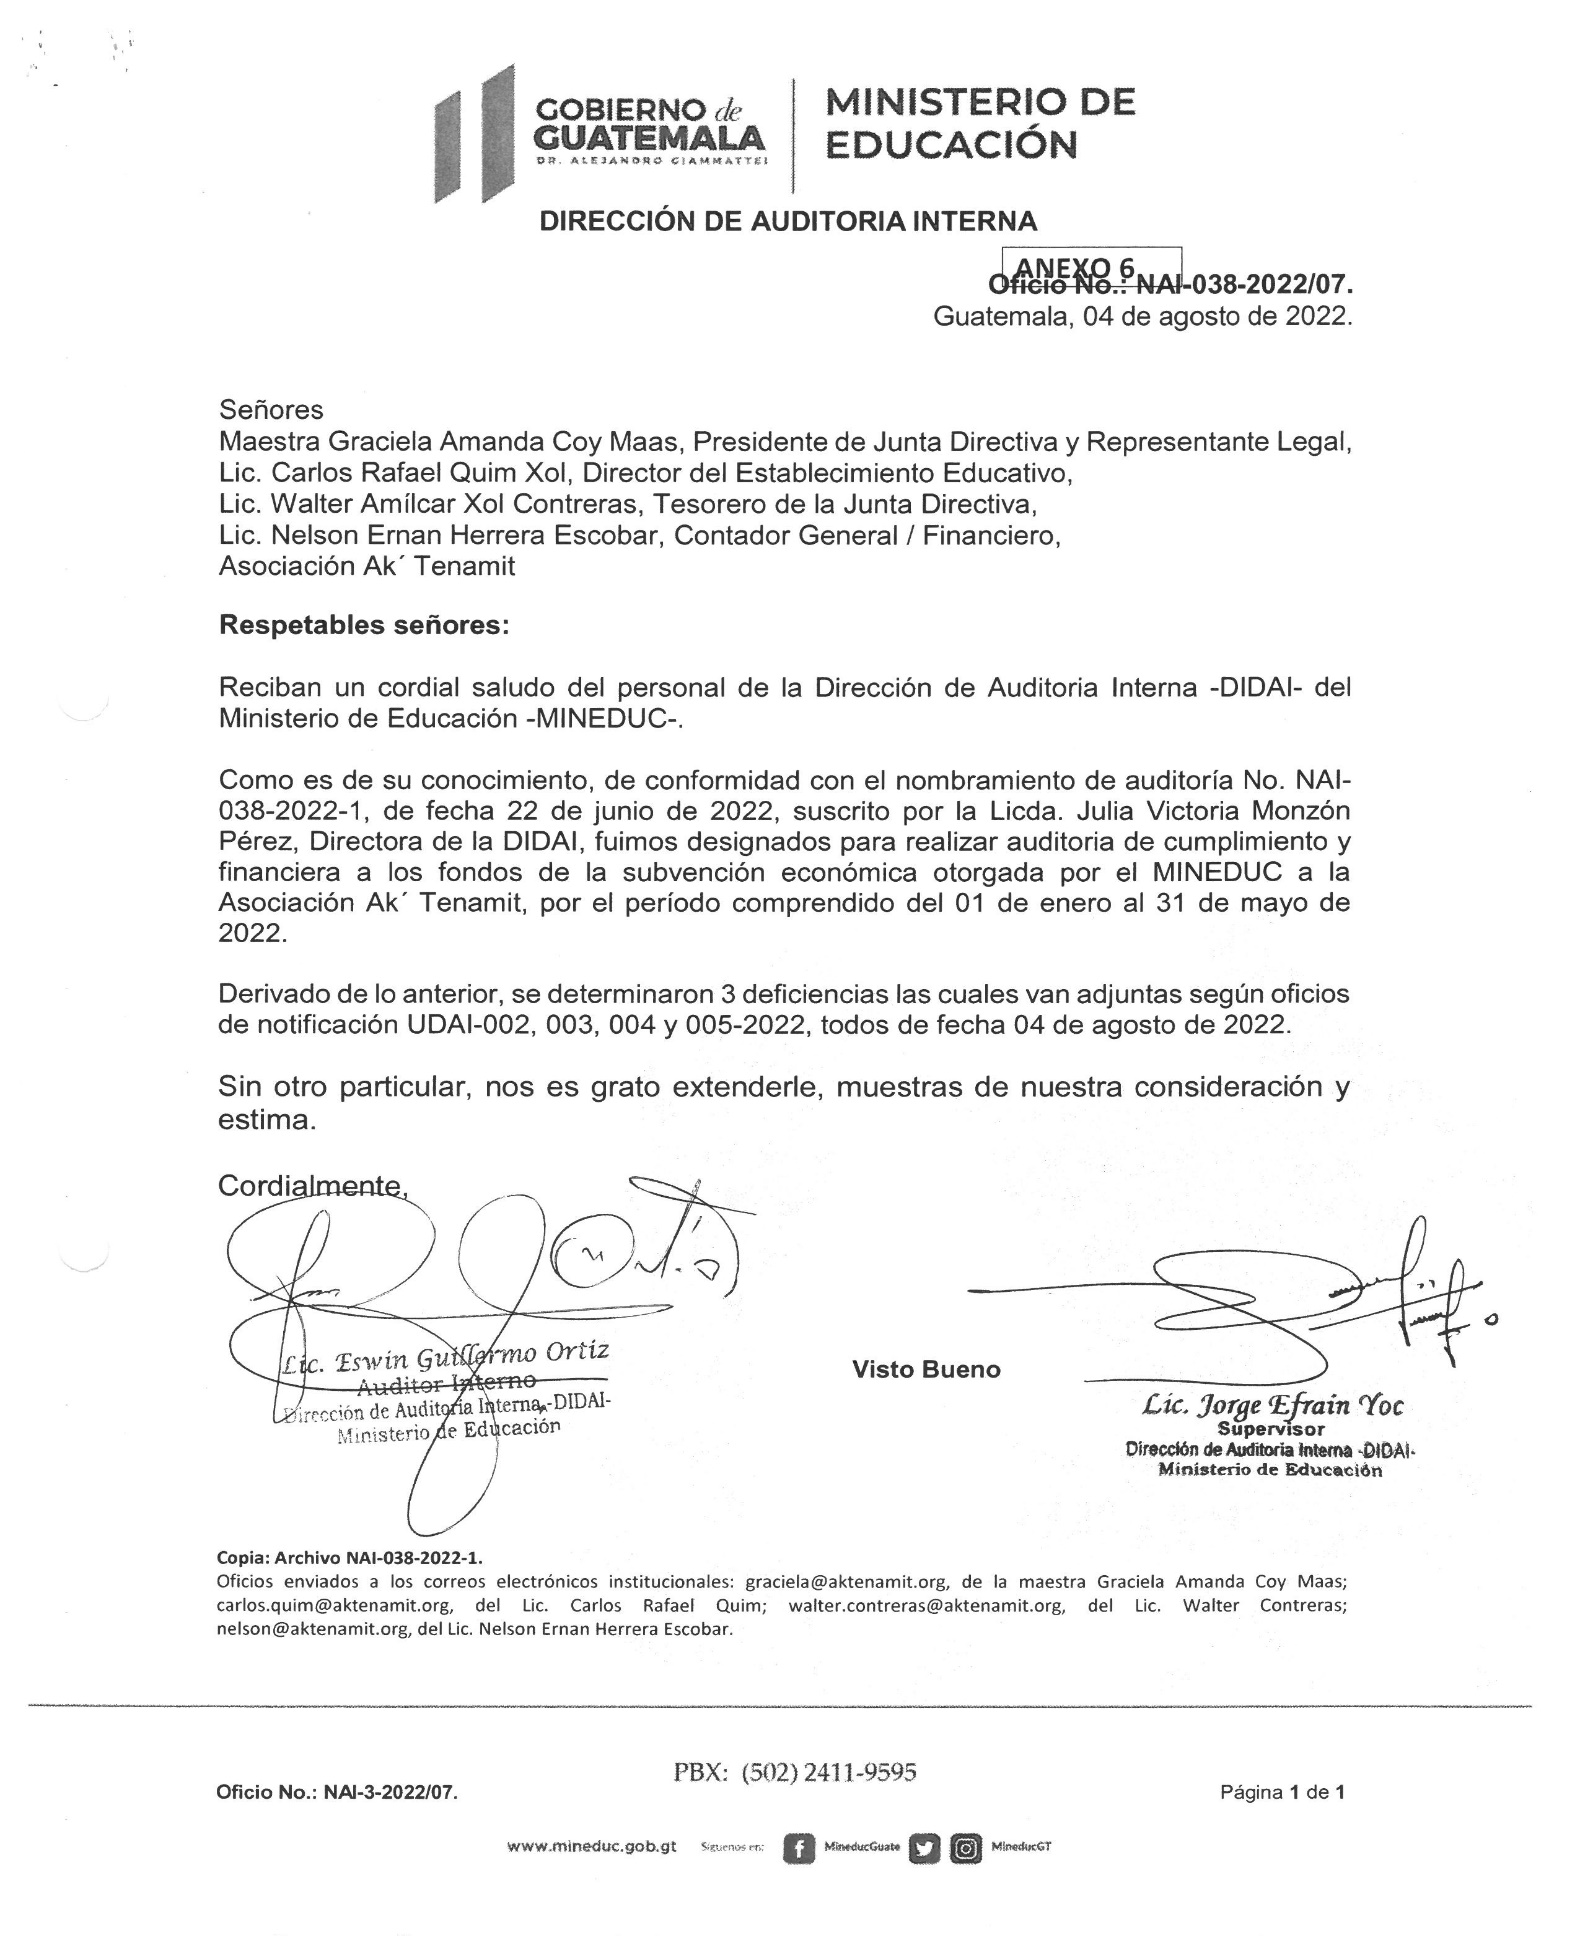 GOBIERNO de
GUATEMALA
DR. ALEJANDRO GIAMMATTEI
MINISTERIO DE
EDUCACIÓN
DIRECCIÓN DE AUDITORIA INTERNA
ANEXO 6
Oficio No.: NAI-038-2022/07.
Guatemala, 04 de agosto de 2022.
Señores
Maestra Graciela Amanda Coy Maas, Presidente de Junta Directiva y Representante Legal,
Lic. Carlos Rafael Quim Xol, Director del Establecimiento Educativo,
Lic. Walter Amílcar Xol Contreras, Tesorero de la Junta Directiva,
Lic. Nelson Ernan Herrera Escobar, Contador General / Financiero,
Asociación Ak´ Tenamit
Respetables señores:
Reciban un cordial saludo del personal de la Dirección de Auditoria Interna -DIDAI- del
Ministerio de Educación -MINEDUC-.
Como es de su conocimiento, de conformidad con el nombramiento de auditoría No. NAI-
038-2022-1, de fecha 22 de junio de 2022, suscrito por la Licda. Julia Victoria Monzón
Pérez, Directora de la DIDAI, fuimos designados para realizar auditoria de cumplimiento y
financiera a los fondos de la subvención económica otorgada por el MINEDUC a la
Asociación Ak´ Tenamit, por el período comprendido del 01 de enero al 31 de mayo de
2022.
Derivado de lo anterior, se determinaron 3 deficiencias las cuales van adjuntas según oficios
de notificación UDAI-002, 003, 004 y 005-2022, todos de fecha 04 de agosto de 2022.
Sin otro particular, nos es grato extenderle, muestras de nuestra consideración y
estima.
Cordialmente,
Lic. Eswin Guillermo Ortiz
Auditor Interno
Dirección de Auditoria Interna -DIDAI-
Ministerio de Educación
Visto Bueno
Lic. Jorge Efrain Yoc
Supervisor
Dirección de Auditoria Interna -DIDAI-
Ministerio de Educación
Copia: Archivo NAI-038-2022-1.
Oficios enviados a los correos electrónicos institucionales: graciela@aktenamit.org, de la maestra Graciela Amanda Coy Maas;
carlos.quim@aktenamit.org, del Lic. Carlos Rafael Quim; walter.contreras@aktenamit.org, del Lic. Walter Contreras;
nelson@aktenamit.org, del Lic. Nelson Ernan Herrera Escobar.
PBX: (502) 2411-9595
Oficio No.: NAI-3-2022/07.
Página 1 de 1
www.mineduc.gob.gt Síguenos en: MineducGuate MineducGT